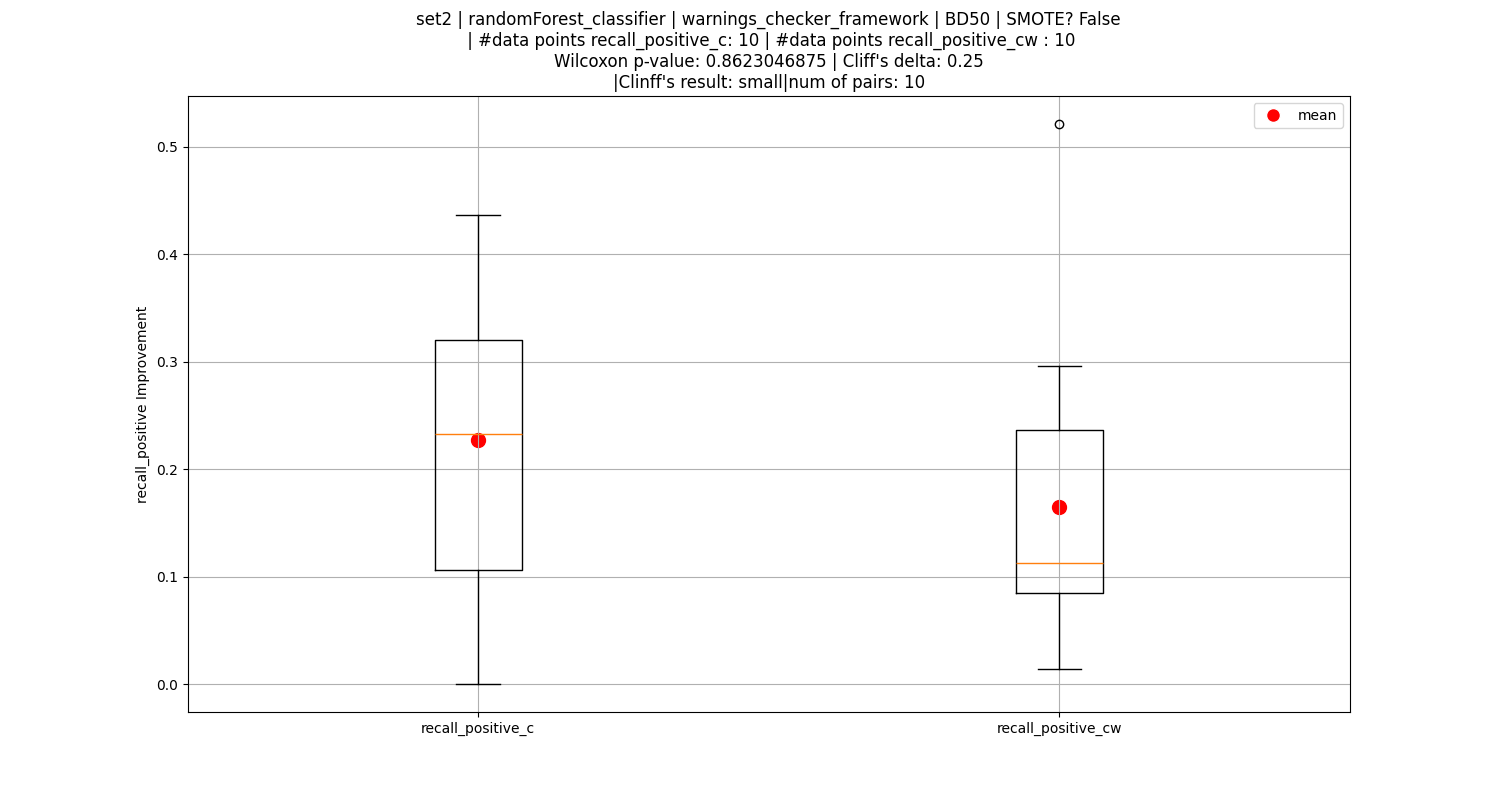 set2 | randomForest_classifier | warnings_checker_framework | BD50 | SMOTE? False
| #data points recall_positive_c: 10 | #data points recall_positive_cw : 10
Wilcoxon p-value: 0.8623046875 | Cliff's delta: 0.25
|Clinff's result: small|num of pairs: 10
mean
0.5
0.4
0.3
0.2
0.1
0.0
recall_positive Improvement
recall_positive_c
recall_positive_cw